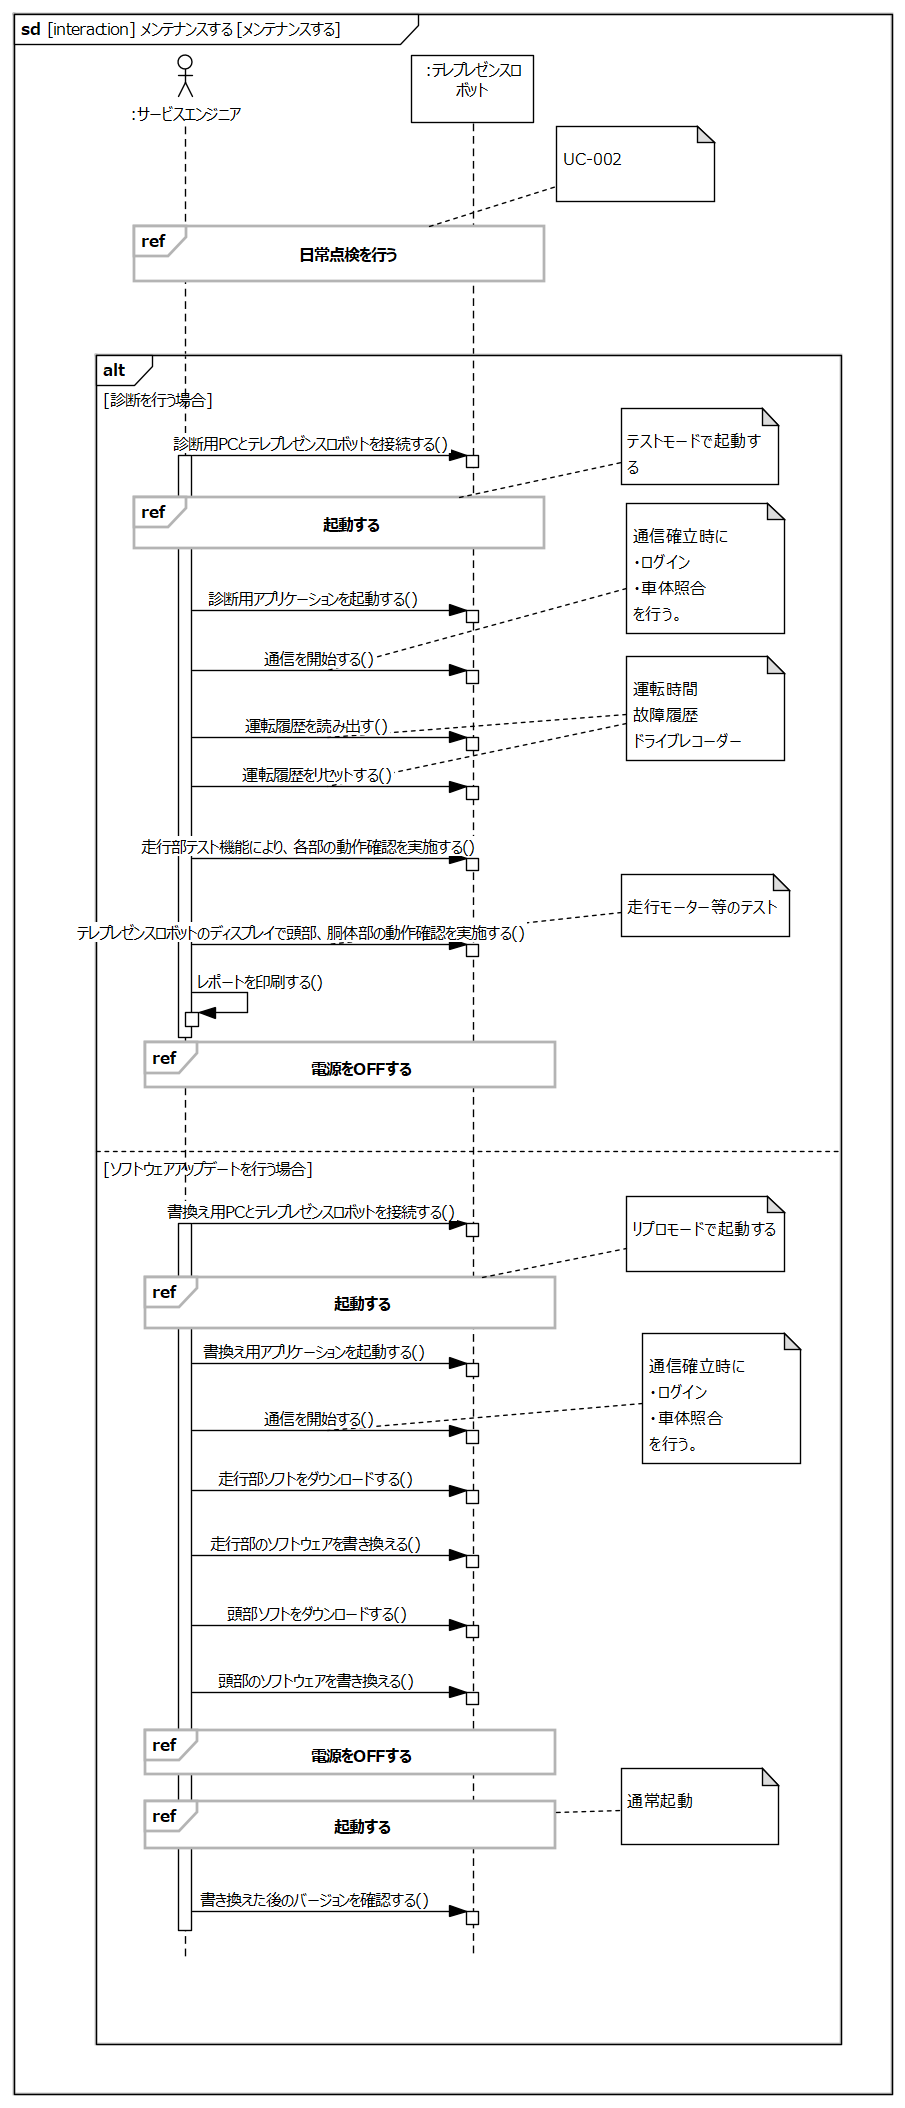 sd [interaction] メンテナンスする [メンテナンスする]
:サービスエンジニア
:テレプレゼンスロ
ボット
UC-002
ref
日常点検を行う
alt
[診断を行う場合]
テストモードで起動す
る
診断用PCとテレプレゼンスロボットを接続する()
ref
起動する
通信確立時に
・ログイン
・車体照合
を行う。
診断用アプリケーションを起動する()
通信を開始する()
運転時間
故障履歴
ドライブレコーダー
運転履歴を読み出す()
運転履歴をリセットする()
走行部テスト機能により、各部の動作確認を実施する()
走行モーター等のテスト
テレプレゼンスロボットのディスプレイで頭部、胴体部の動作確認を実施する()
レポートを印刷する()
ref
電源をOFFする
[ソフトウェアアップデートを行う場合]
書換え用PCとテレプレゼンスロボットを接続する()
リプロモードで起動する
ref
起動する
書換え用アプリケーションを起動する()
通信確立時に
・ログイン
・車体照合
を行う。
通信を開始する()
走行部ソフトをダウンロードする()
走行部のソフトウェアを書き換える()
頭部ソフトをダウンロードする()
頭部のソフトウェアを書き換える()
ref
電源をOFFする
通常起動
ref
起動する
書き換えた後のバージョンを確認する()